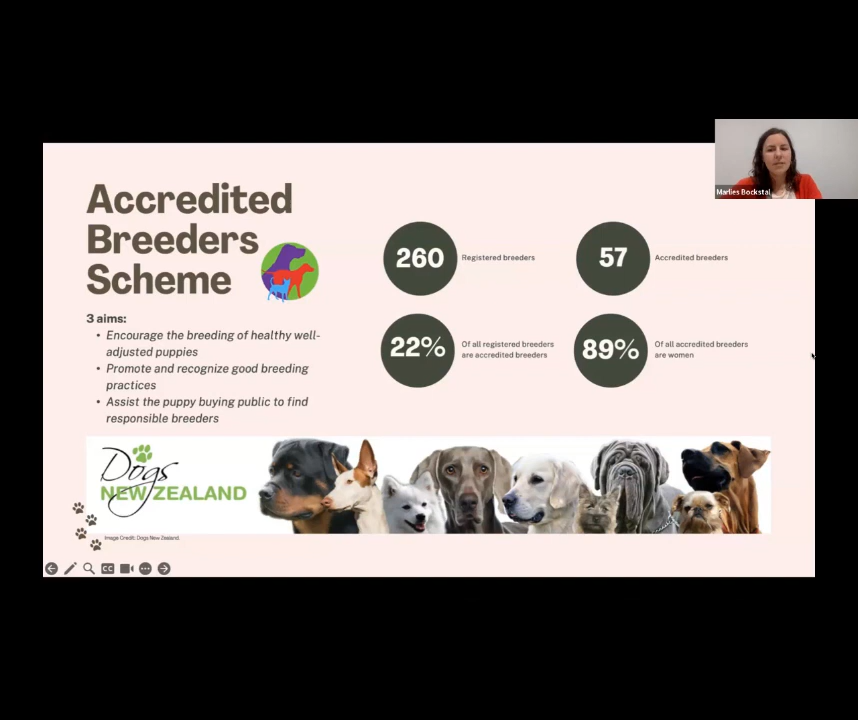 Accredited
Breeders
Scheme
3 aims:
• Encourage the breeding of healthy well-
adjusted puppies
• Promote and recognize good breeding
practices
• Assist the puppy buying public to find
responsible breeders
260
Registered breeders
57
Accredited breeders
22%
Of all registered breeders
are accredited breeders
89%
Of all accredited breeders
are women
Marlies Bockstal
Dogs
NEW ZEALAND
Image Credit: Dogs New Zealand.
CC